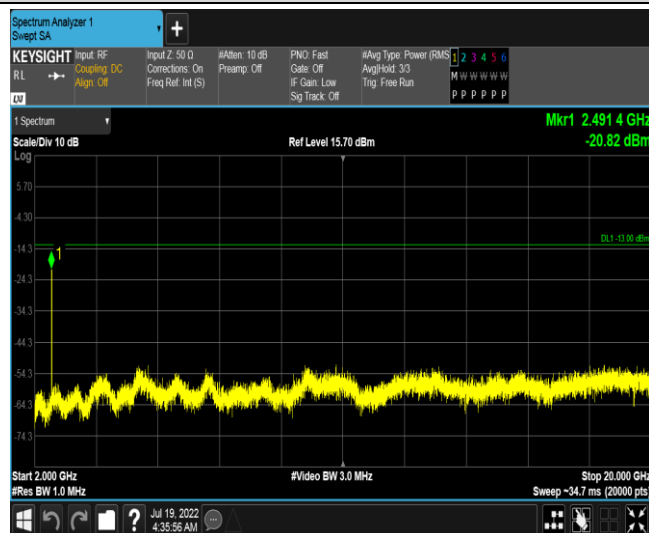 Spectrum Analyzer 1
Swept SA
KEYSIGHT Input: RF Input Z: 50 Ω #Atten: 10 dB PNO: Fast #Avg Type: Power (RMS 1 2 3 4 5 6
RL Coupling: DC Corrections: On Preamp: Off Gate: Off Avg|Hold: 3/3 M W W W W W
Align: Off Freq Ref: Int (S) IF Gain: Low Trig: Free Run
Sig Track: Off P P P P P P
LXI
1 Spectrum Mkr1 2.491 4 GHz
Scale/Div 10 dB Ref Level 15.70 dBm -20.82 dBm
Log
5.70
-4.30
DL1 -13.00 dBm
-14.3
1
-24.3
-34.3
-44.3
-54.3
-64.3
-74.3
Start 2.000 GHz #Video BW 3.0 MHz Stop 20.000 GHz
#Res BW 1.0 MHz Sweep ~34.7 ms (20000 pts)
? Jul 19, 2022
4:35:56 AM